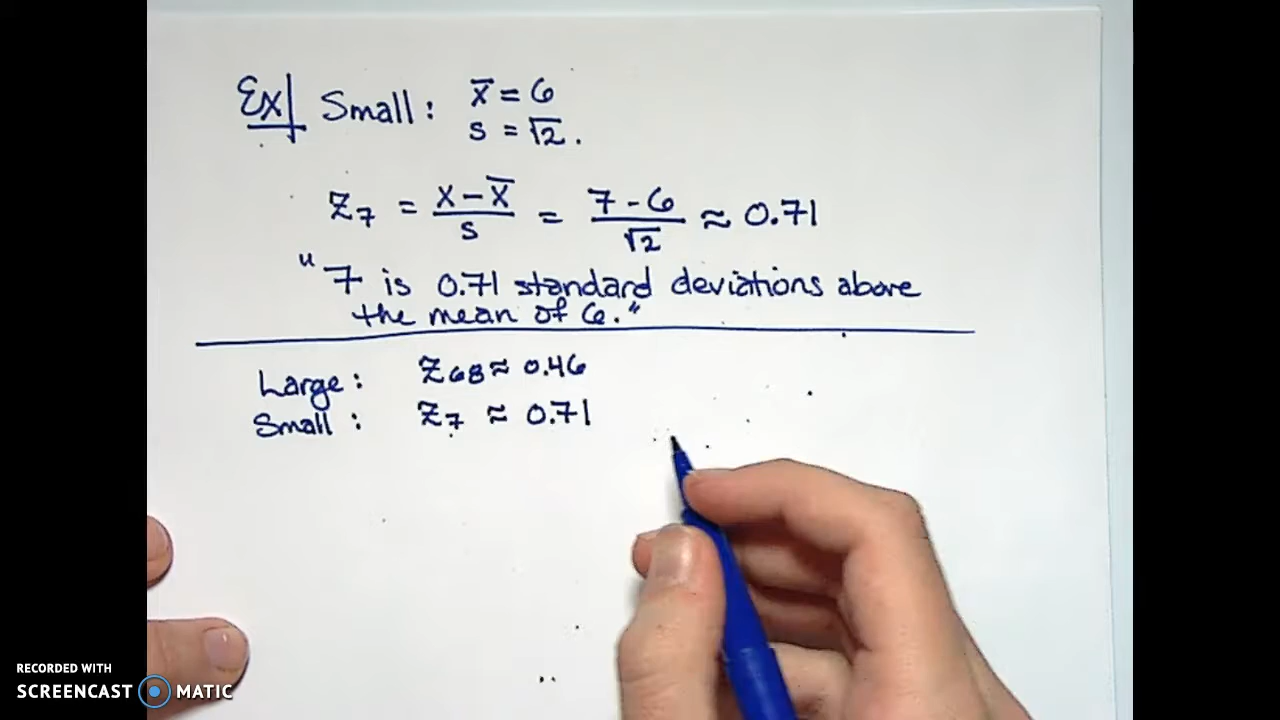 Ex| Small: x̄ = 6
s = √2.
Z₇ = (x − x̄)/s = (7 − 6)/√2 ≈ 0.71
"7 is 0.71 standard deviations above
the mean of 6."
Large: Z₆₈ ≈ 0.46
Small: Z₇ ≈ 0.71
RECORDED WITH
SCREENCAST MATIC